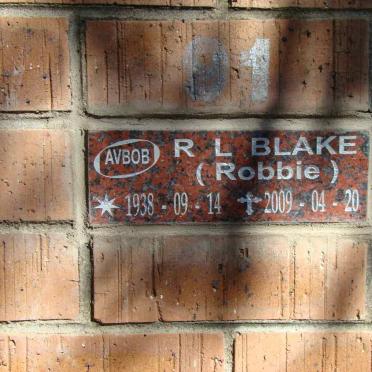 01
AVBOB
R L BLAKE
( Robbie )
1938 - 09 - 14 2009 - 04 - 20